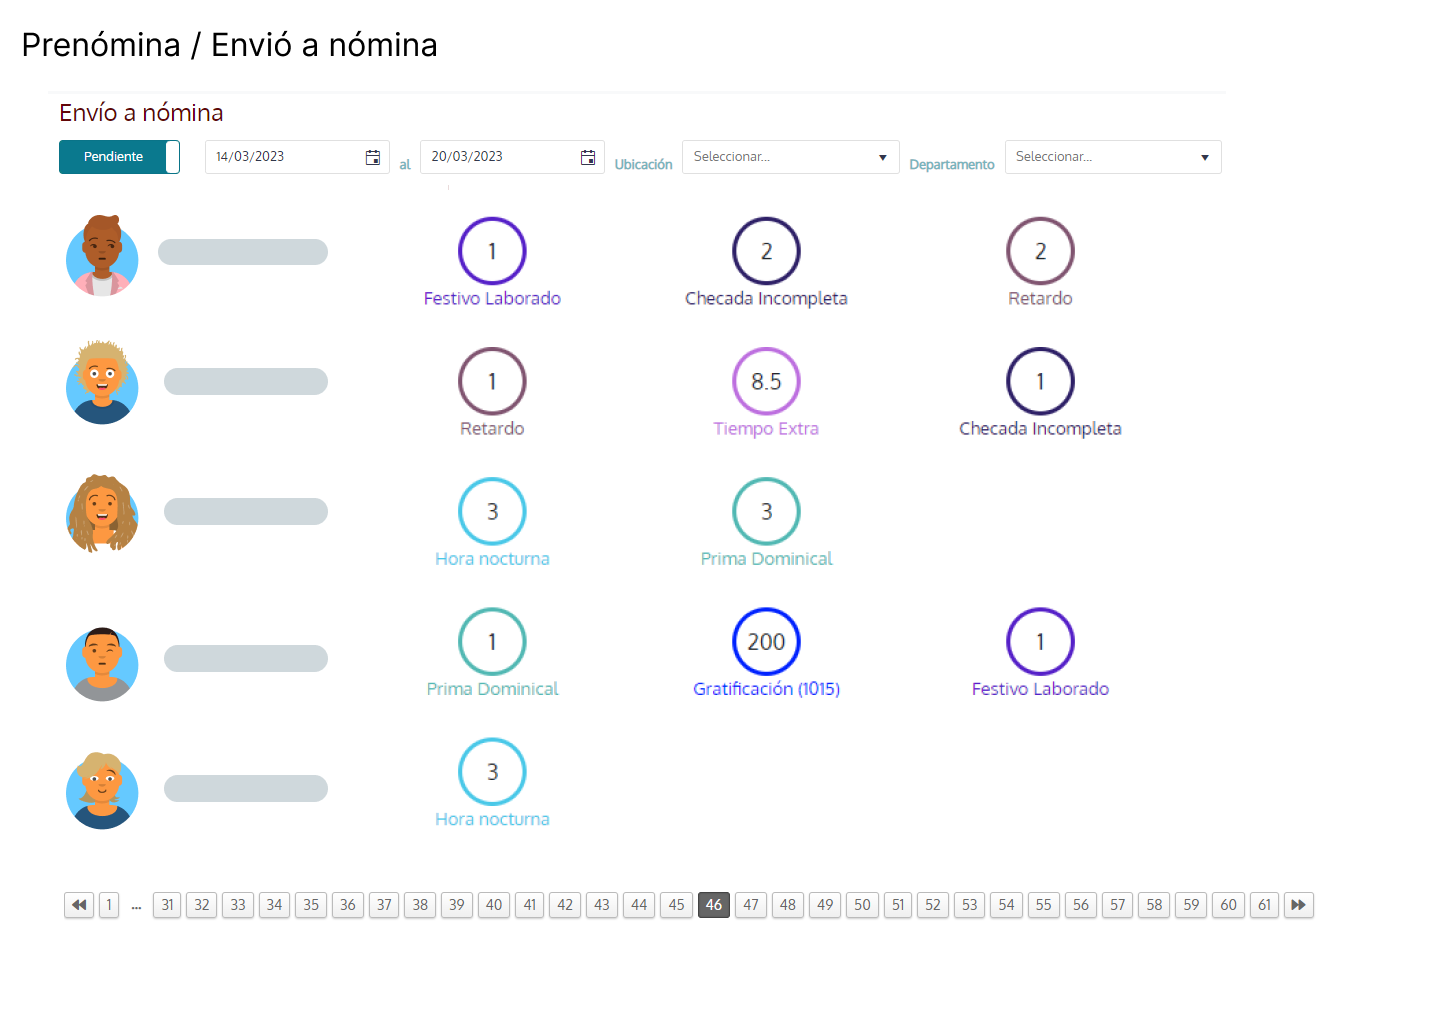 Prenómina / Envió a nómina
Envío a nómina
Pendiente 14/03/2023 al 20/03/2023 Ubicación Seleccionar... Departamento Seleccionar...
1 2 2
Festivo Laborado Checada Incompleta Retardo
1 8.5 1
Retardo Tiempo Extra Checada Incompleta
3 3
Hora nocturna Prima Dominical
1 200 1
Prima Dominical Gratificación (1015) Festivo Laborado
3
Hora nocturna
1 ... 31 32 33 34 35 36 37 38 39 40 41 42 43 44 45 46 47 48 49 50 51 52 53 54 55 56 57 58 59 60 61